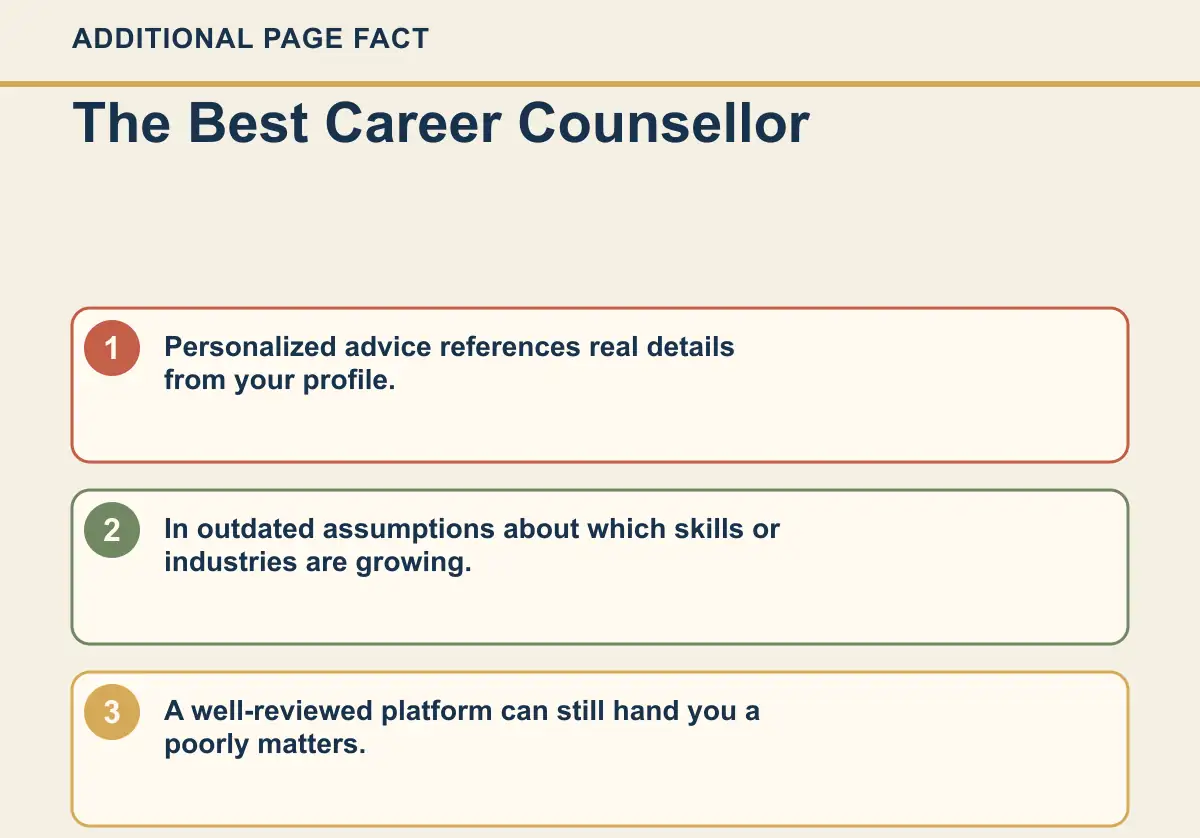 ADDITIONAL PAGE FACT
The Best Career Counsellor
1
Personalized advice references real details
from your profile.
2
In outdated assumptions about which skills or
industries are growing.
3
A well-reviewed platform can still hand you a
poorly matters.